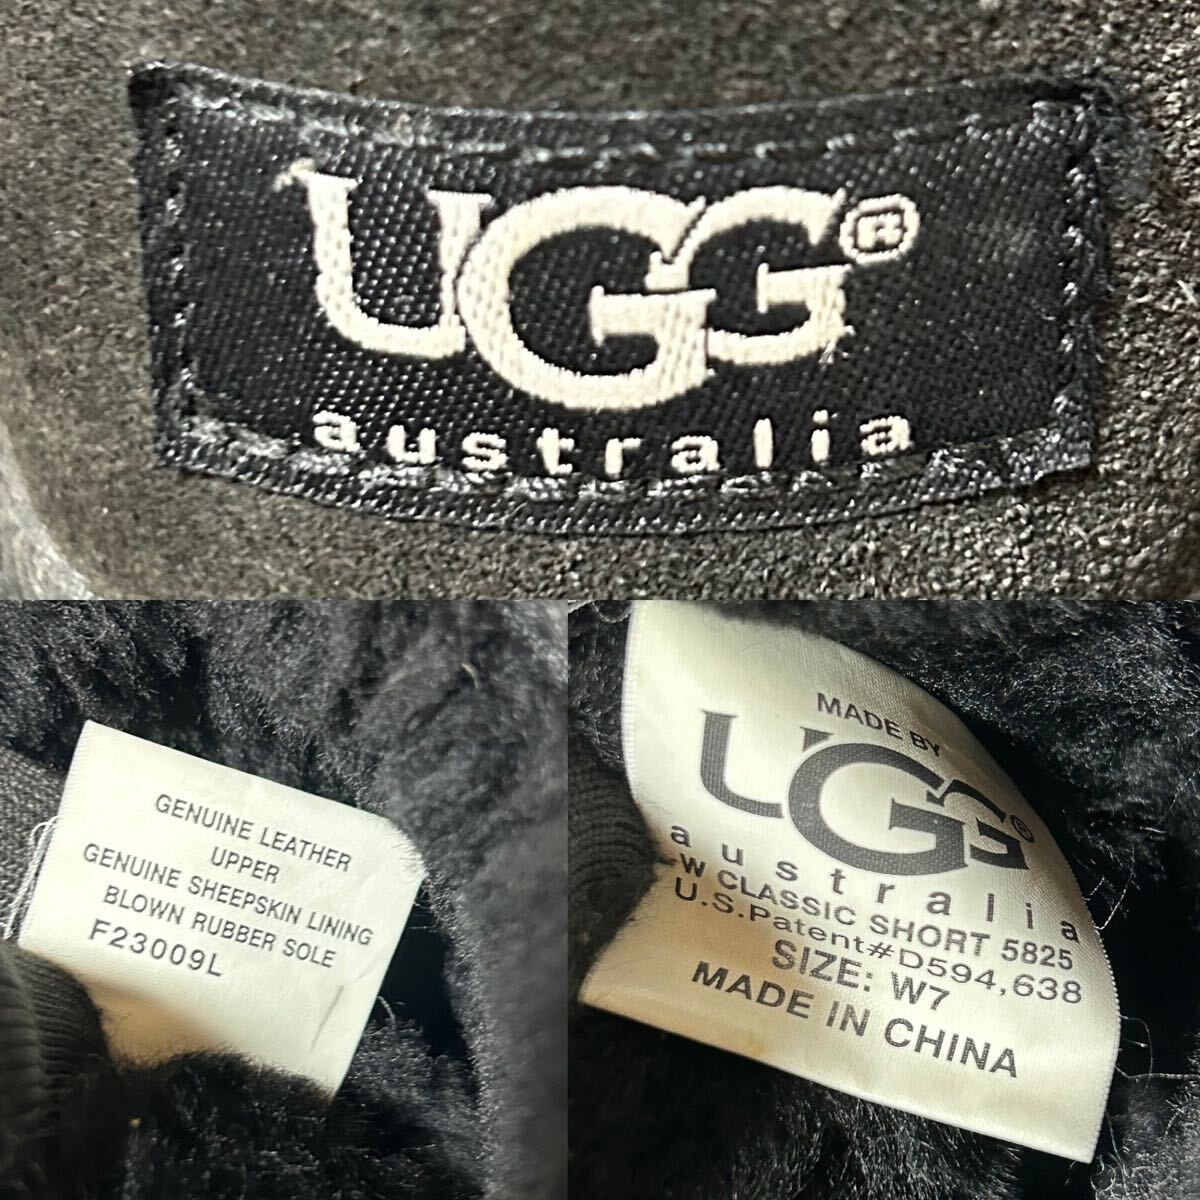 UGG®
australia
GENUINE LEATHER
UPPER
GENUINE SHEEPSKIN LINING
BLOWN RUBBER SOLE
F23009L
MADE BY
UGG®
australia
W CLASSIC SHORT 5825
U.S.Patent#D594,638
SIZE: W7
MADE IN CHINA